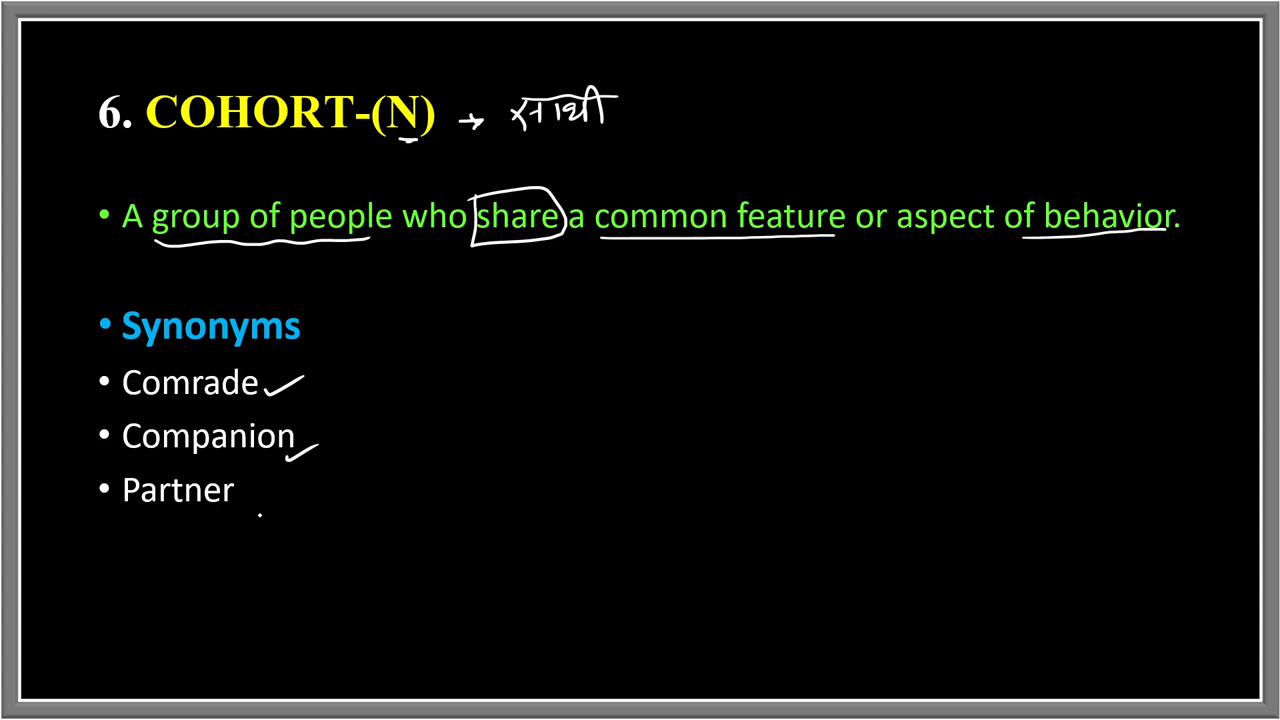 6. COHORT-(N) → साथी
• A group of people who share a common feature or aspect of behavior.
• Synonyms
• Comrade ✓
• Companion ✓
• Partner